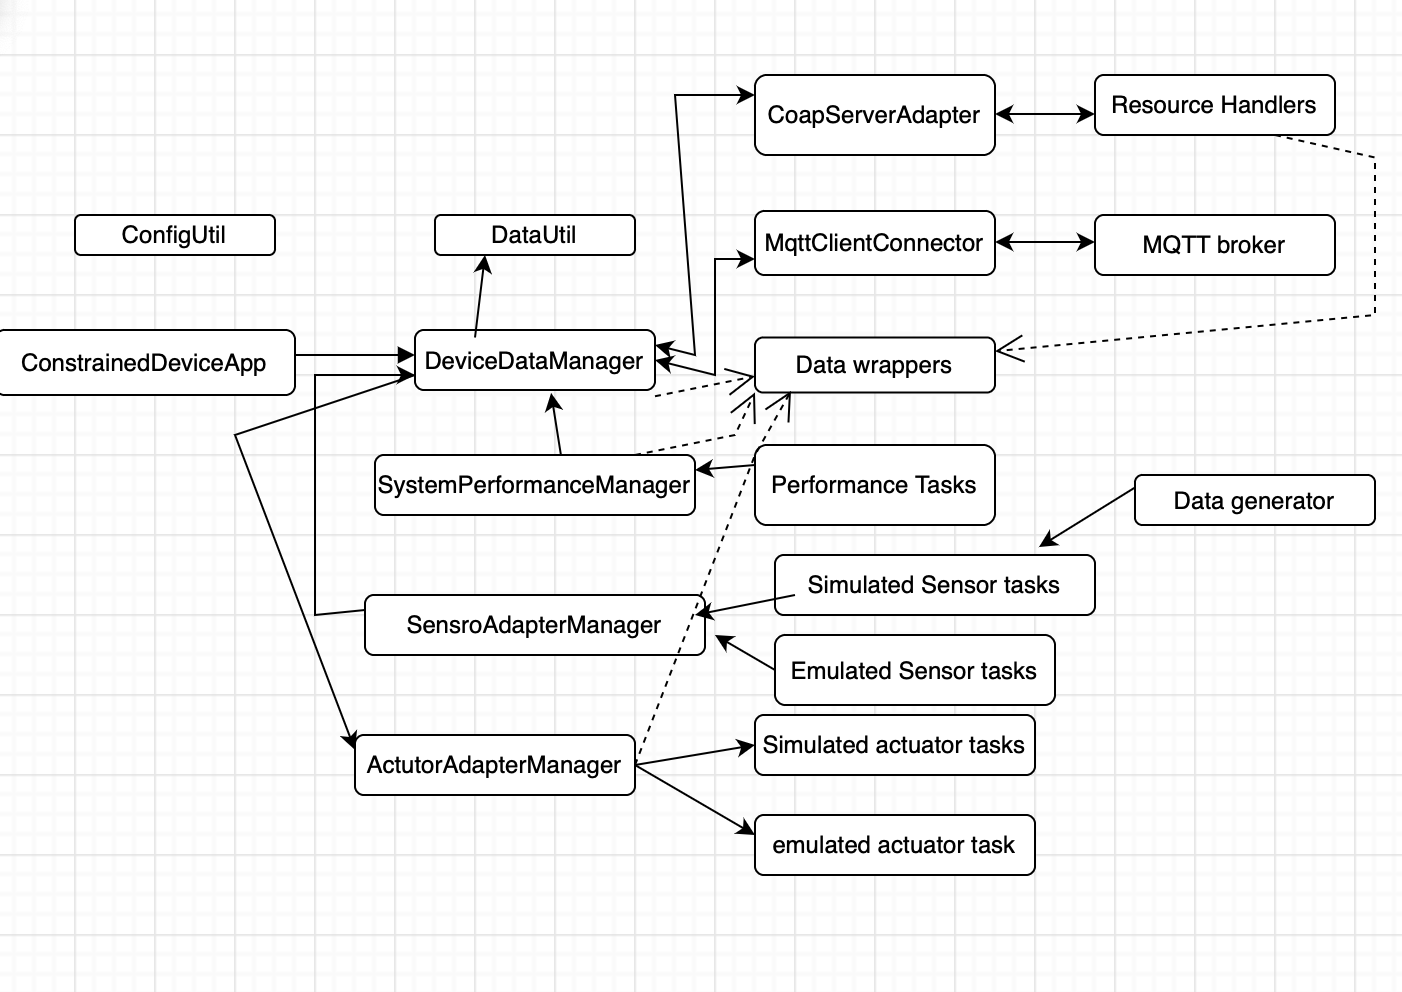 CoapServerAdapter
Resource Handlers
ConfigUtil
DataUtil
MqttClientConnector
MQTT broker
ConstrainedDeviceApp
DeviceDataManager
Data wrappers
SystemPerformanceManager
Performance Tasks
Data generator
Simulated Sensor tasks
SensroAdapterManager
Emulated Sensor tasks
Simulated actuator tasks
ActutorAdapterManager
emulated actuator task